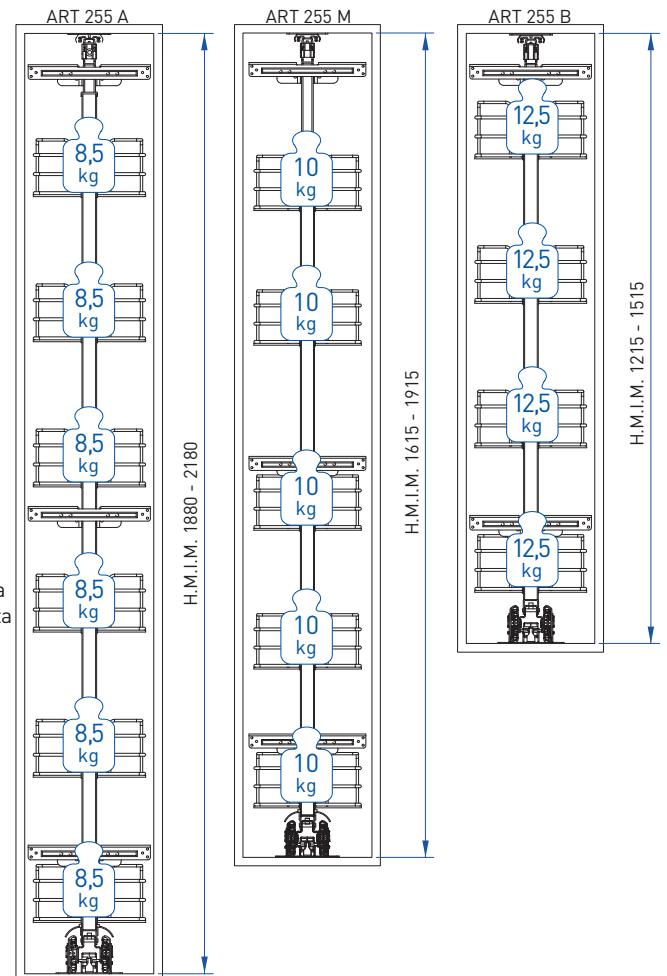 ART 255 A
8,5
kg
8,5
kg
8,5
kg
8,5
kg
8,5
kg
8,5
kg
H.M.I.M. 1880 - 2180
ART 255 M
10
kg
10
kg
10
kg
10
kg
10
kg
H.M.I.M. 1615 - 1915
ART 255 B
12,5
kg
12,5
kg
12,5
kg
12,5
kg
H.M.I.M. 1215 - 1515
a
ta